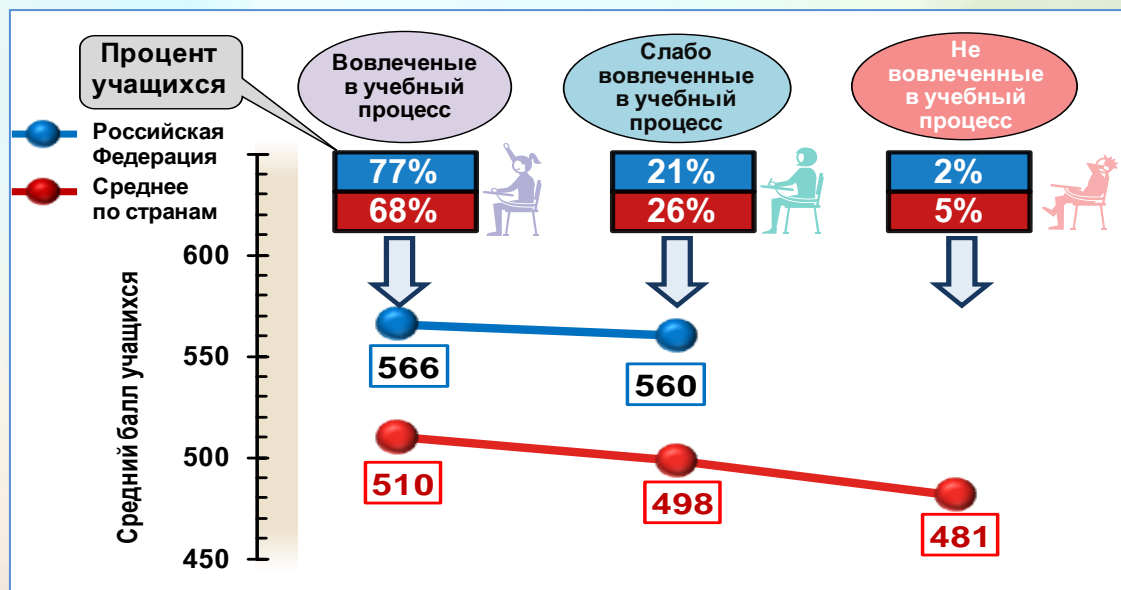 Процент
учащихся
Вовлеченые
в учебный
процесс
Слабо
вовлеченные
в учебный
процесс
Не
вовлеченные
в учебный
процесс
Российская
Федерация
Среднее
по странам
77%
68%
21%
26%
2%
5%
Средний балл учащихся
600
550
500
450
566
560
510
498
481